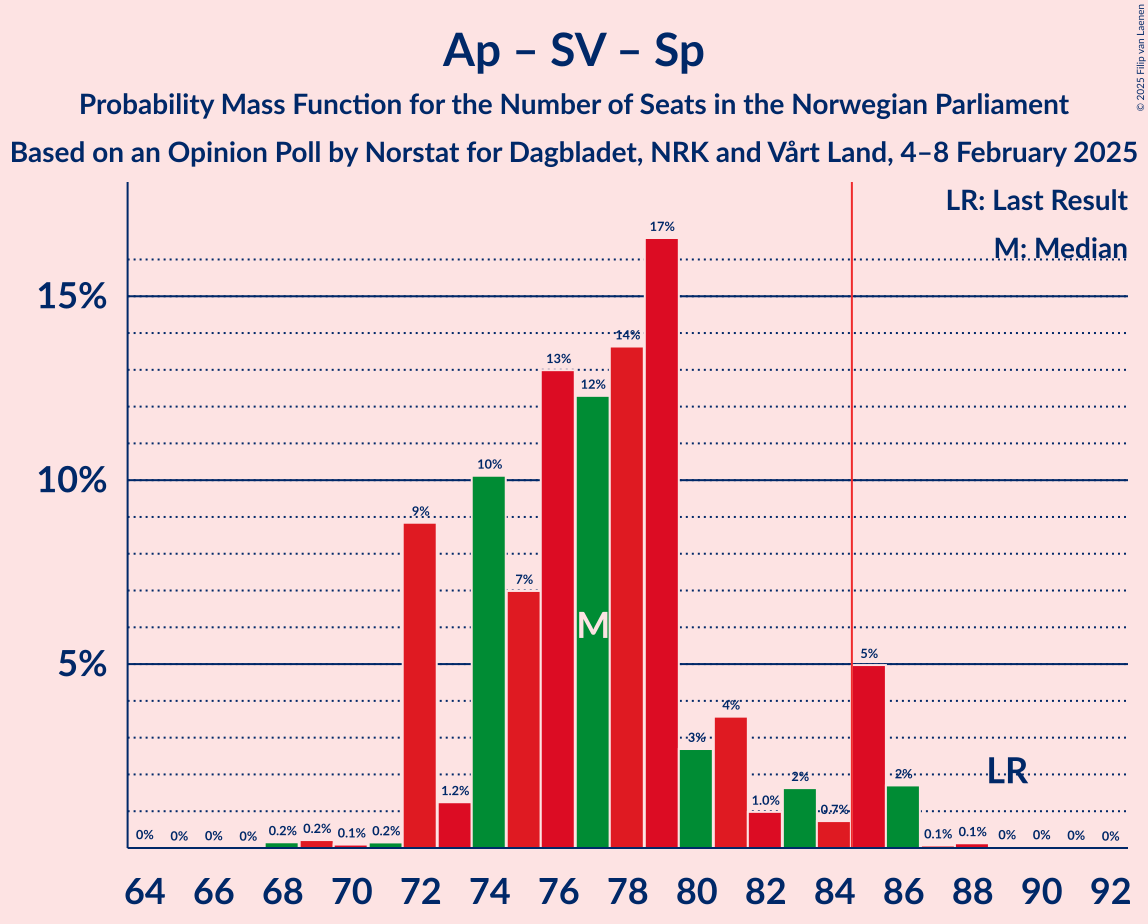 Ap – SV – Sp
Probability Mass Function for the Number of Seats in the Norwegian Parliament
Based on an Opinion Poll by Norstat for Dagbladet, NRK and Vårt Land, 4–8 February 2025
© 2025 Filip van Laenen
LR: Last Result
M: Median
15%
10%
5%
0% 0% 0% 0% 0.2% 0.2% 0.1% 0.2% 9% 1.2% 10% 7% 13% 12% 14% 17% 3% 4% 1.0% 2% 0.7% 5% 2% 0.1% 0.1% 0% 0% 0% 0%
M
LR
64 66 68 70 72 74 76 78 80 82 84 86 88 90 92